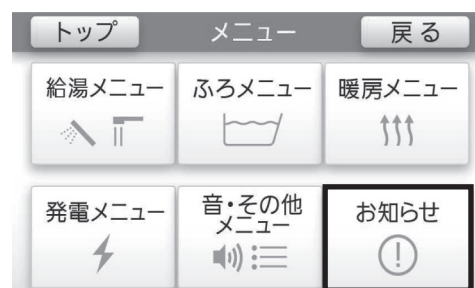 トップ メニュー 戻る
給湯メニュー ふろメニュー 暖房メニュー
発電メニュー 音・その他メニュー お知らせ